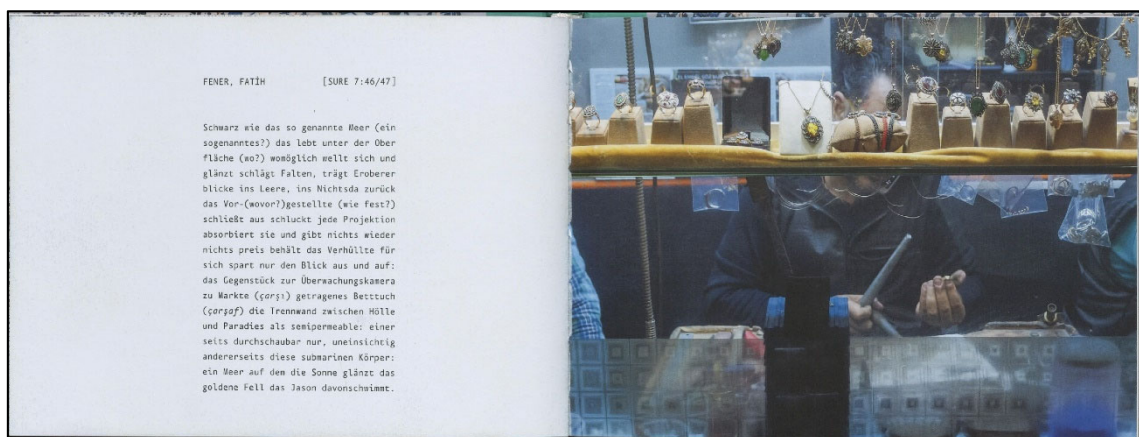 FENER, FATİH [SURE 7:46/47]
Schwarz wie das so genannte Meer (ein
sogenanntes?) das lebt unter der Ober
fläche (wo?) womöglich wellt sich und
glänzt schlägt Falten, trägt Eroberer
blicke ins Leere, ins Nichtsda zurück
das Vor-(wovor?)gestellte (wie fest?)
schließt aus schluckt jede Projektion
absorbiert sie und gibt nichts wieder
nichts preis behält das Verhüllte für
sich spart nur den Blick aus und auf:
das Gegenstück zur Überwachungskamera
zu Markte (çarşı) getragenes Betttuch
(çarşaf) die Trennwand zwischen Hölle
und Paradies als semipermeable: einer
seits durchschaubar nur, uneinsichtig
andererseits diese submarinen Körper:
ein Meer auf dem die Sonne glänzt das
goldene Fell das Jason davonschwimmt.